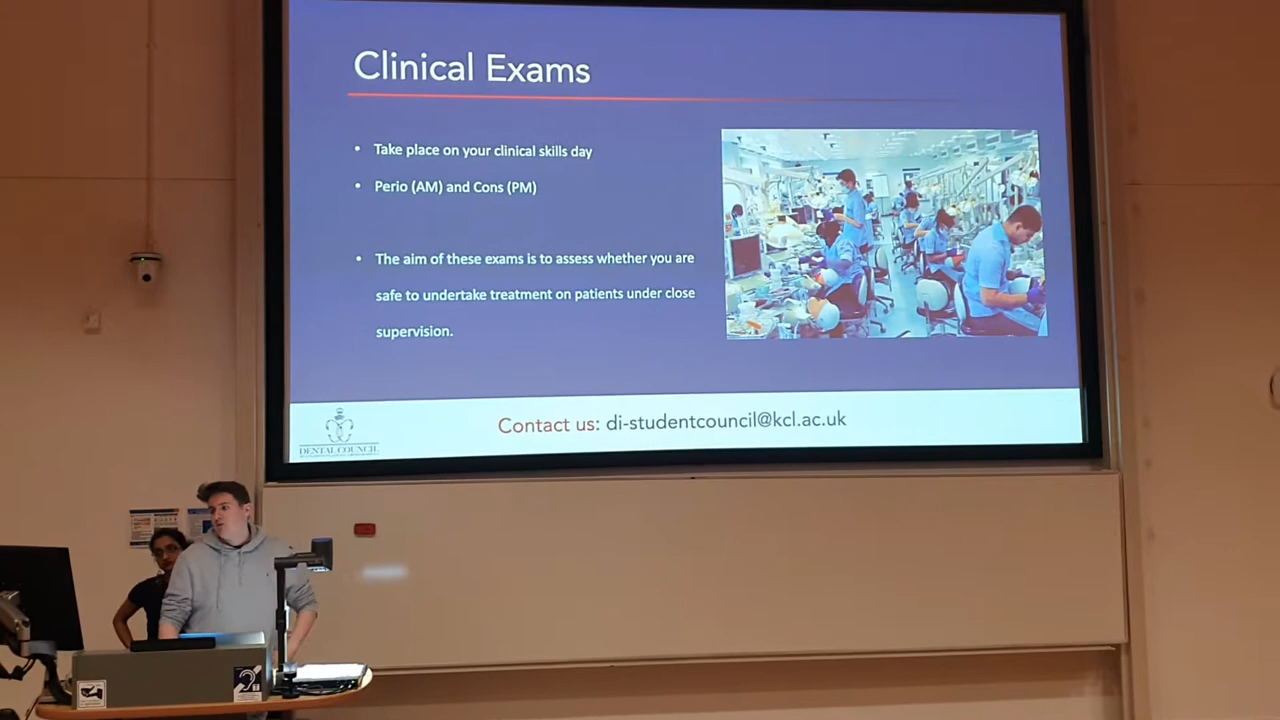 Clinical Exams
• Take place on your clinical skills day
• Perio (AM) and Cons (PM)
• The aim of these exams is to assess whether you are
safe to undertake treatment on patients under close
supervision.
Contact us: di-studentcouncil@kcl.ac.uk
DENTAL COUNCIL